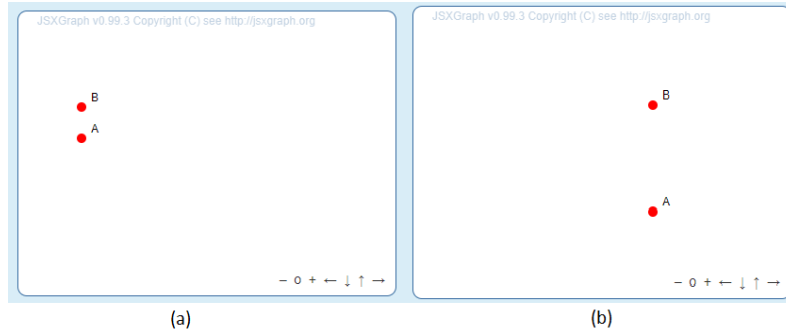 JSXGraph v0.99.3 Copyright (C) see http://jsxgraph.org
B
A
– o + ← ↓ ↑ →
(a)
JSXGraph v0.99.3 Copyright (C) see http://jsxgraph.org
B
A
– o + ← ↓ ↑ →
(b)